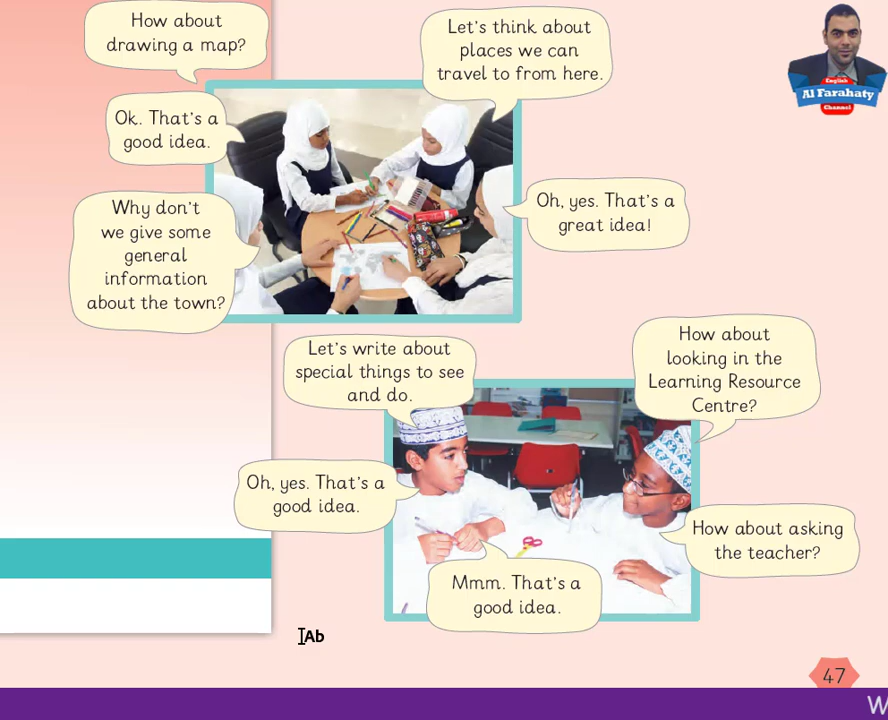 How about
drawing a map?
Let's think about
places we can
travel to from here.
English
Al Farahaty
Channel
Ok. That's a
good idea.
Oh, yes. That's a
great idea!
Why don't
we give some
general
information
about the town?
Let's write about
special things to see
and do.
How about
looking in the
Learning Resource
Centre?
Oh, yes. That's a
good idea.
How about asking
the teacher?
Mmm. That's a
good idea.
Ab
47
W